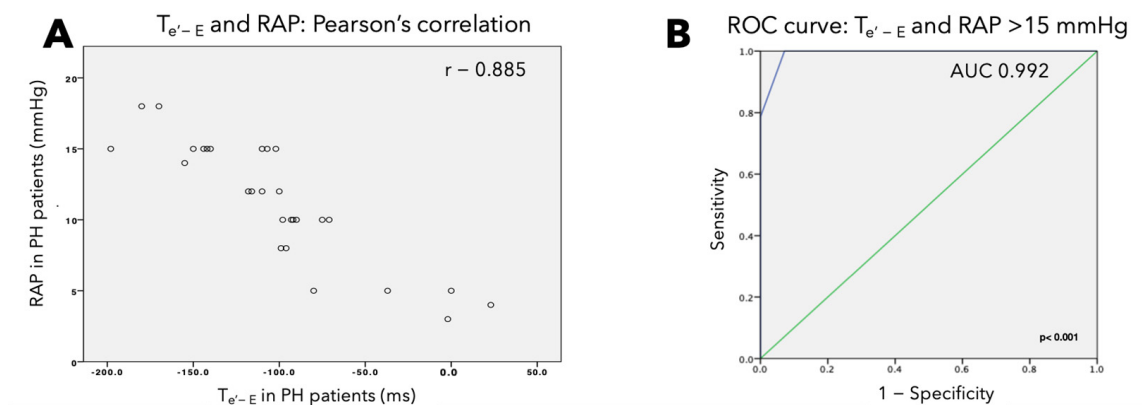 A
T e′– E and RAP: Pearson’s correlation
r – 0.885
RAP in PH patients (mmHg)
20
15
10
5
0
-200.0 -150.0 -100.0 -50.0 0.0 50.0
T e′– E in PH patients (ms)
B
ROC curve: T e′– E and RAP >15 mmHg
AUC 0.992
Sensitivity
1.0
0.8
0.6
0.4
0.2
0.0
p< 0.001
0.0 0.2 0.4 0.6 0.8 1.0
1 – Specificity